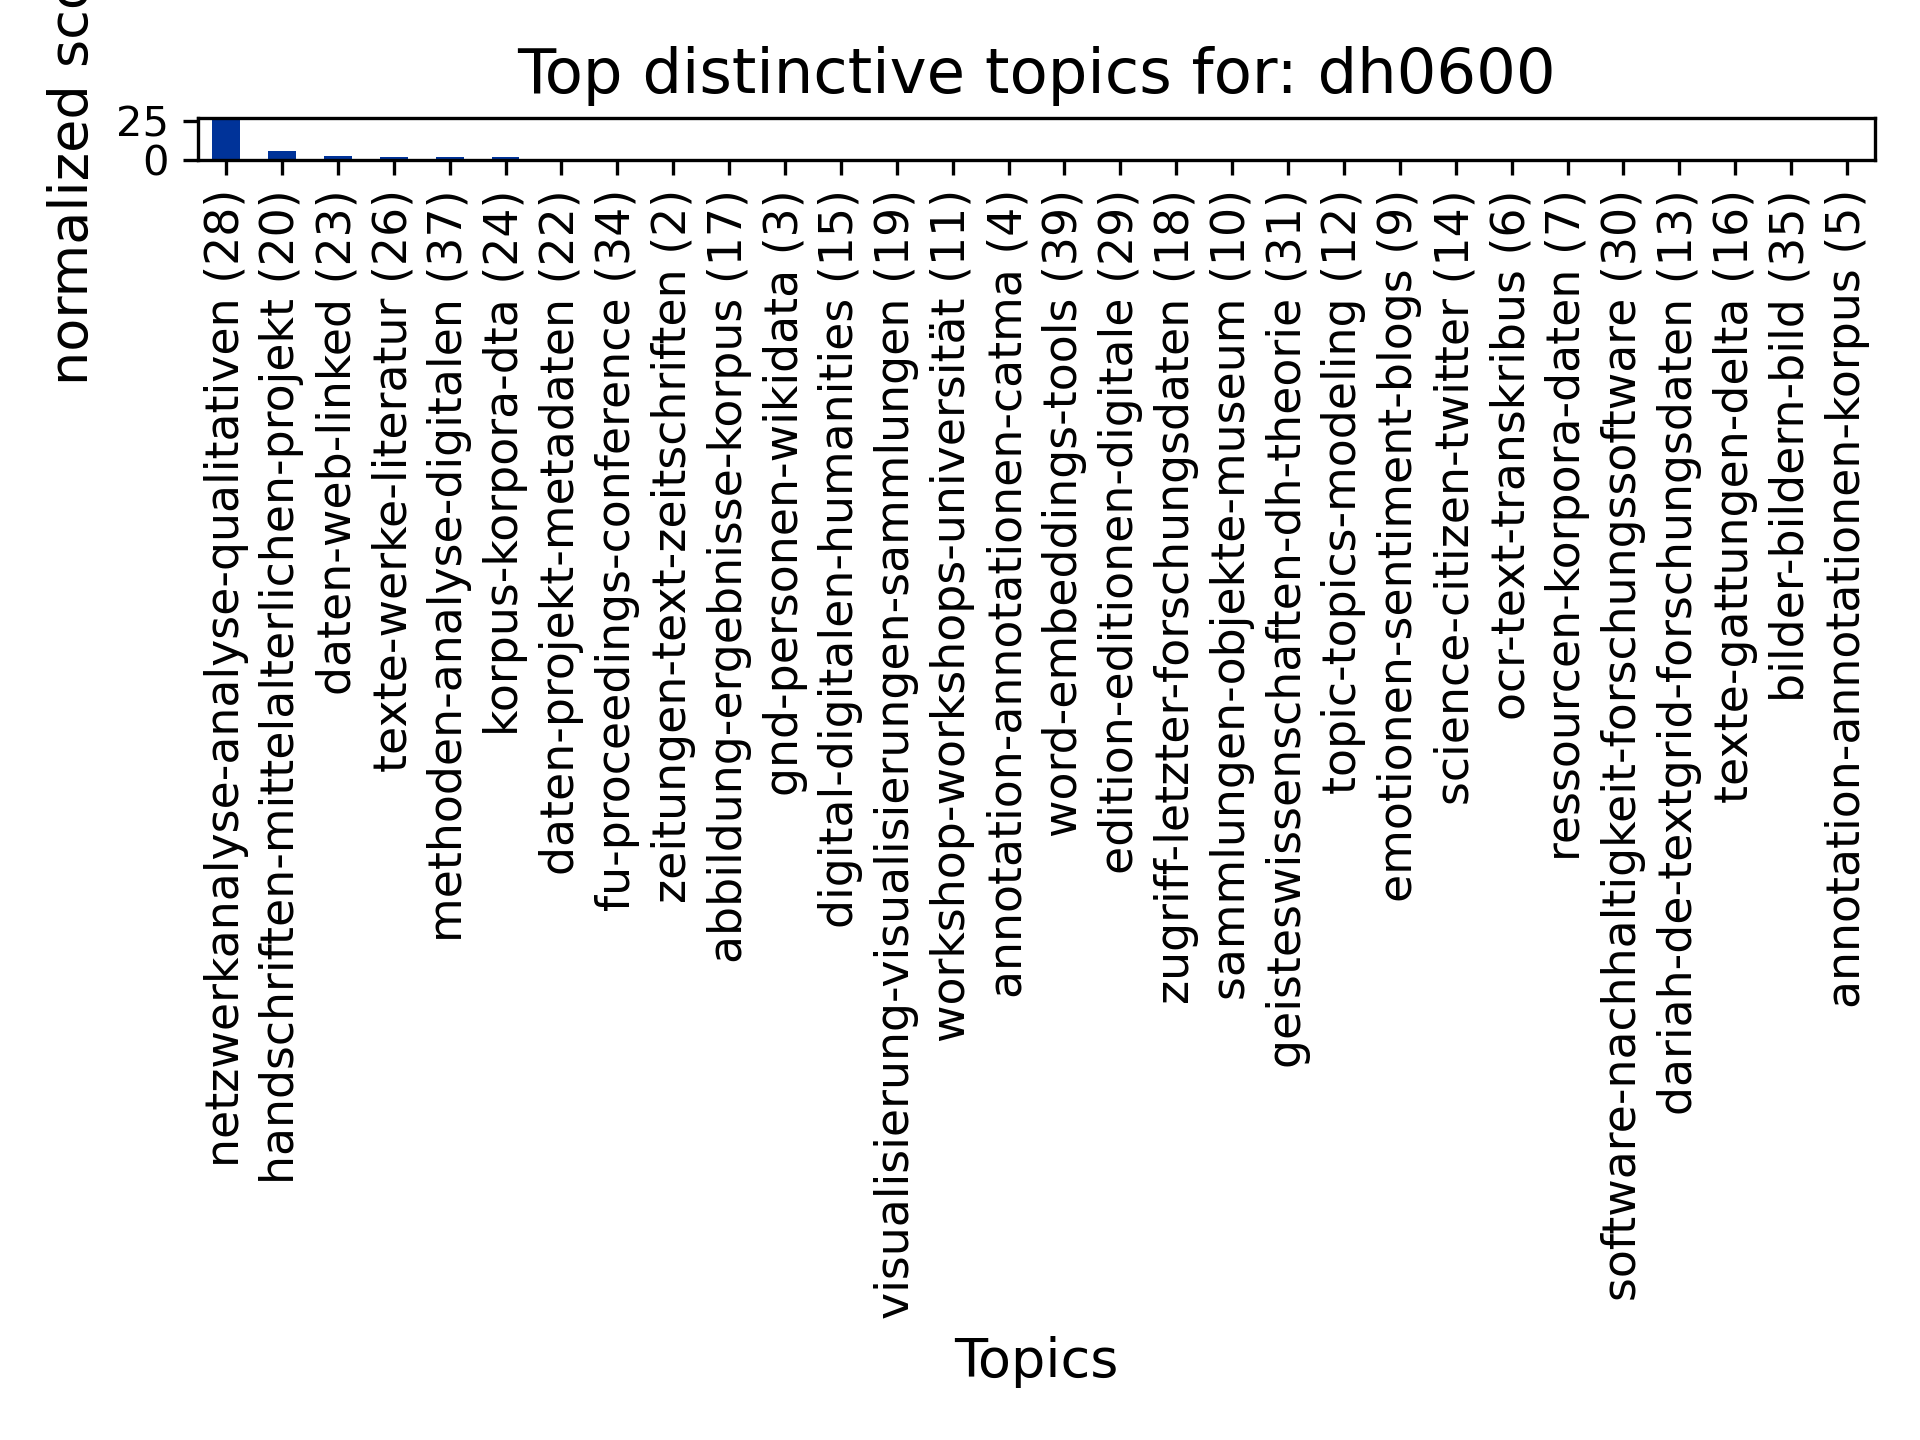 Top distinctive topics for: dh0600
normalized sco
25
0
netzwerkanalyse-analyse-qualitativen (28)
handschriften-mittelalterlichen-projekt (20)
daten-web-linked (23)
texte-werke-literatur (26)
methoden-analyse-digitalen (37)
korpus-korpora-dta (24)
daten-projekt-metadaten (22)
fu-proceedings-conference (34)
zeitungen-text-zeitschriften (2)
abbildung-ergebnisse-korpus (17)
gnd-personen-wikidata (3)
digital-digitalen-humanities (15)
visualisierung-visualisierungen-sammlungen (19)
workshop-workshops-universität (11)
annotation-annotationen-catma (4)
word-embeddings-tools (39)
edition-editionen-digitale (29)
zugriff-letzter-forschungsdaten (18)
sammlungen-objekte-museum (10)
geisteswissenschaften-dh-theorie (31)
topic-topics-modeling (12)
emotionen-sentiment-blogs (9)
science-citizen-twitter (14)
ocr-text-transkribus (6)
ressourcen-korpora-daten (7)
software-nachhaltigkeit-forschungssoftware (30)
dariah-de-textgrid-forschungsdaten (13)
texte-gattungen-delta (16)
bilder-bildern-bild (35)
annotation-annotationen-korpus (5)
Topics